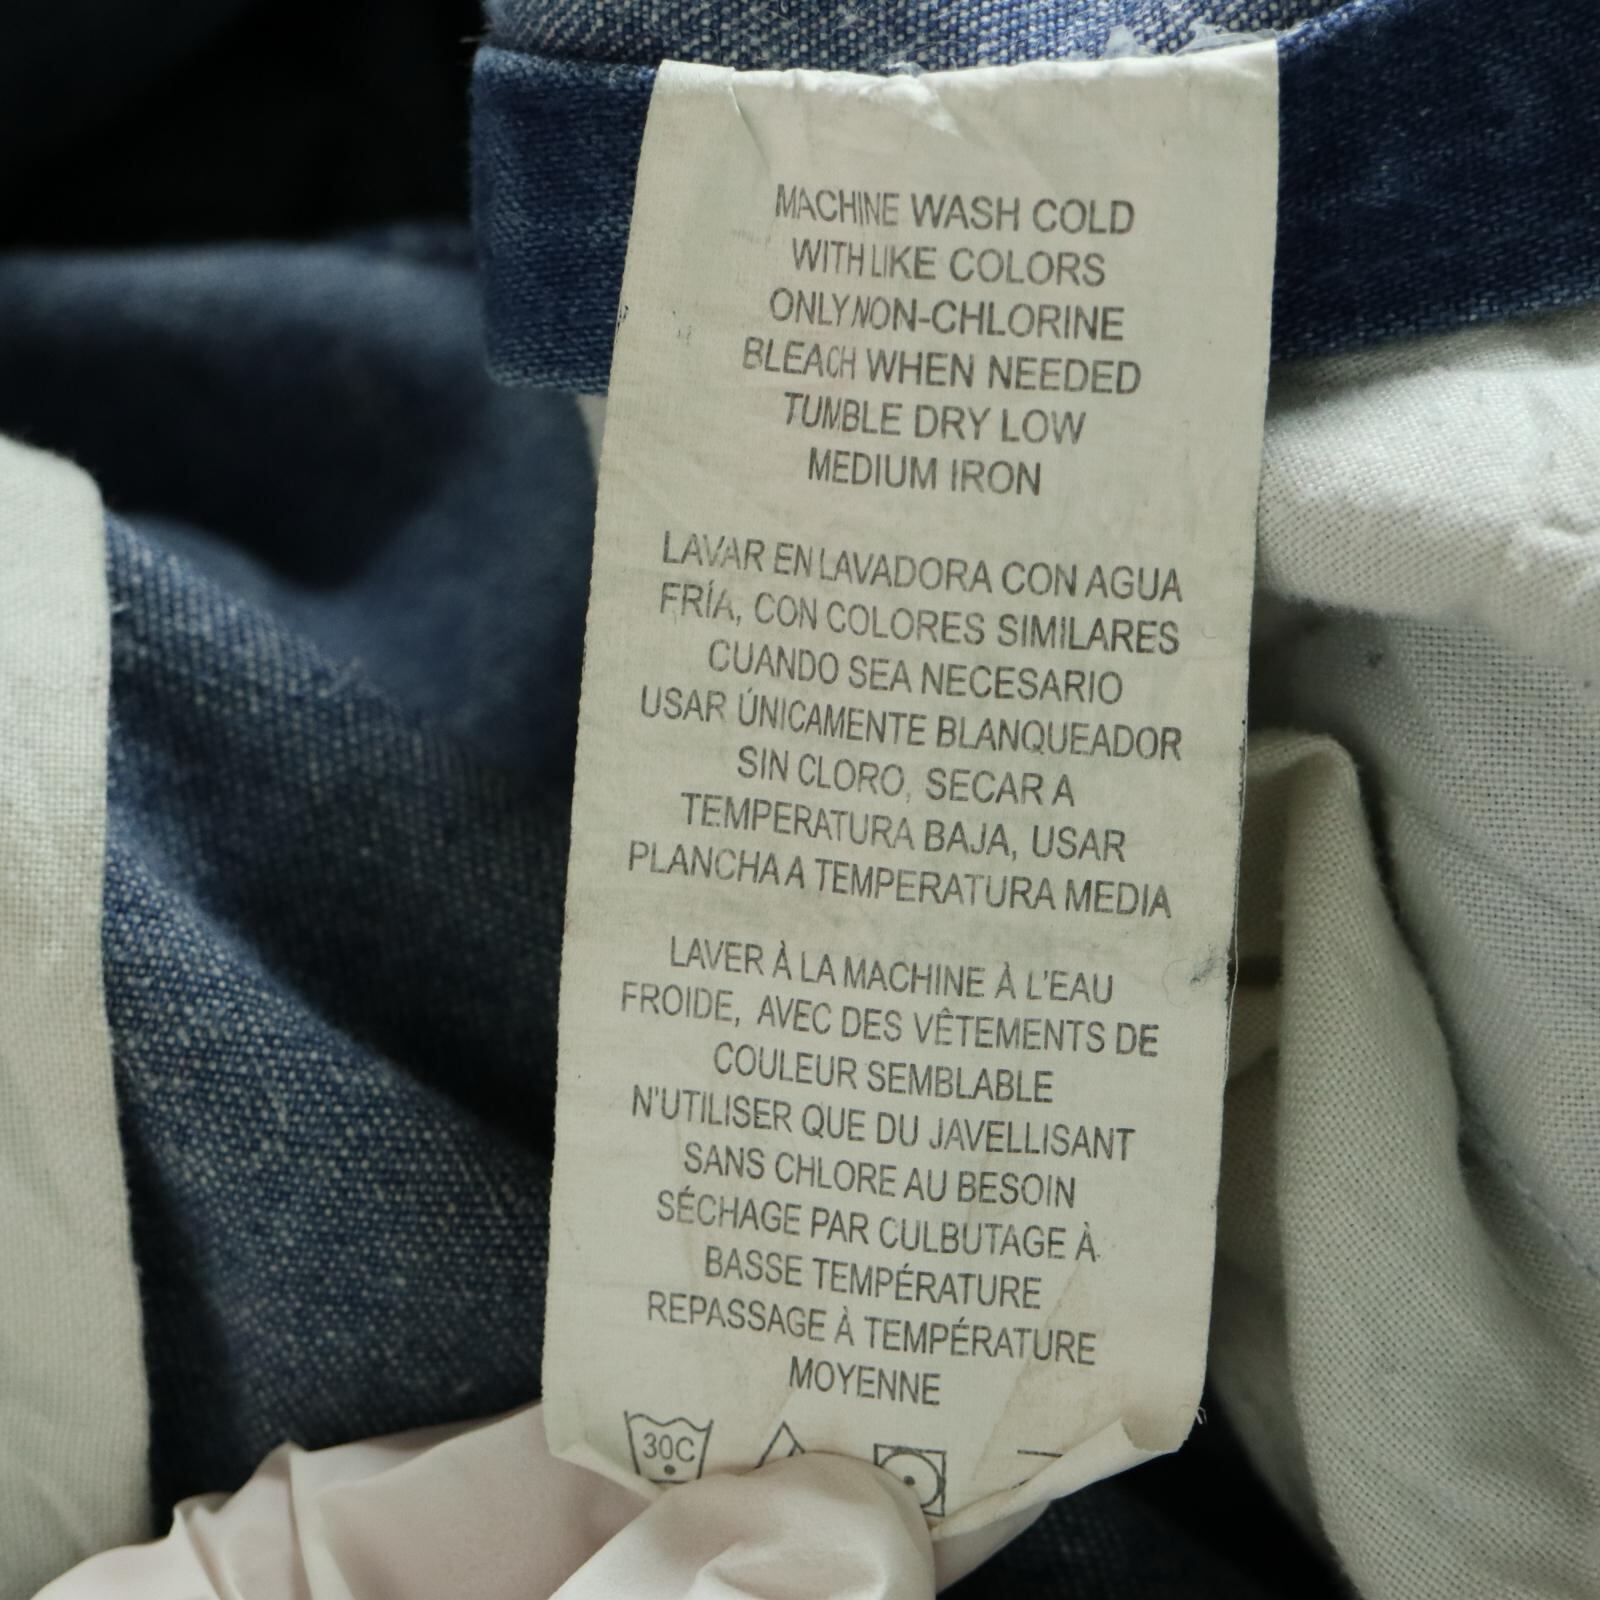 MACHINE WASH COLD
WITH LIKE COLORS
ONLY NON-CHLORINE
BLEACH WHEN NEEDED
TUMBLE DRY LOW
MEDIUM IRON
LAVAR EN LAVADORA CON AGUA
FRÍA, CON COLORES SIMILARES
CUANDO SEA NECESARIO
USAR ÚNICAMENTE BLANQUEADOR
SIN CLORO, SECAR A
TEMPERATURA BAJA, USAR
PLANCHA A TEMPERATURA MEDIA
LAVER À LA MACHINE À L'EAU
FROIDE, AVEC DES VÊTEMENTS DE
COULEUR SEMBLABLE
N'UTILISER QUE DU JAVELLISANT
SANS CHLORE AU BESOIN
SÉCHAGE PAR CULBUTAGE À
BASSE TEMPÉRATURE
REPASSAGE À TEMPÉRATURE
MOYENNE
30C